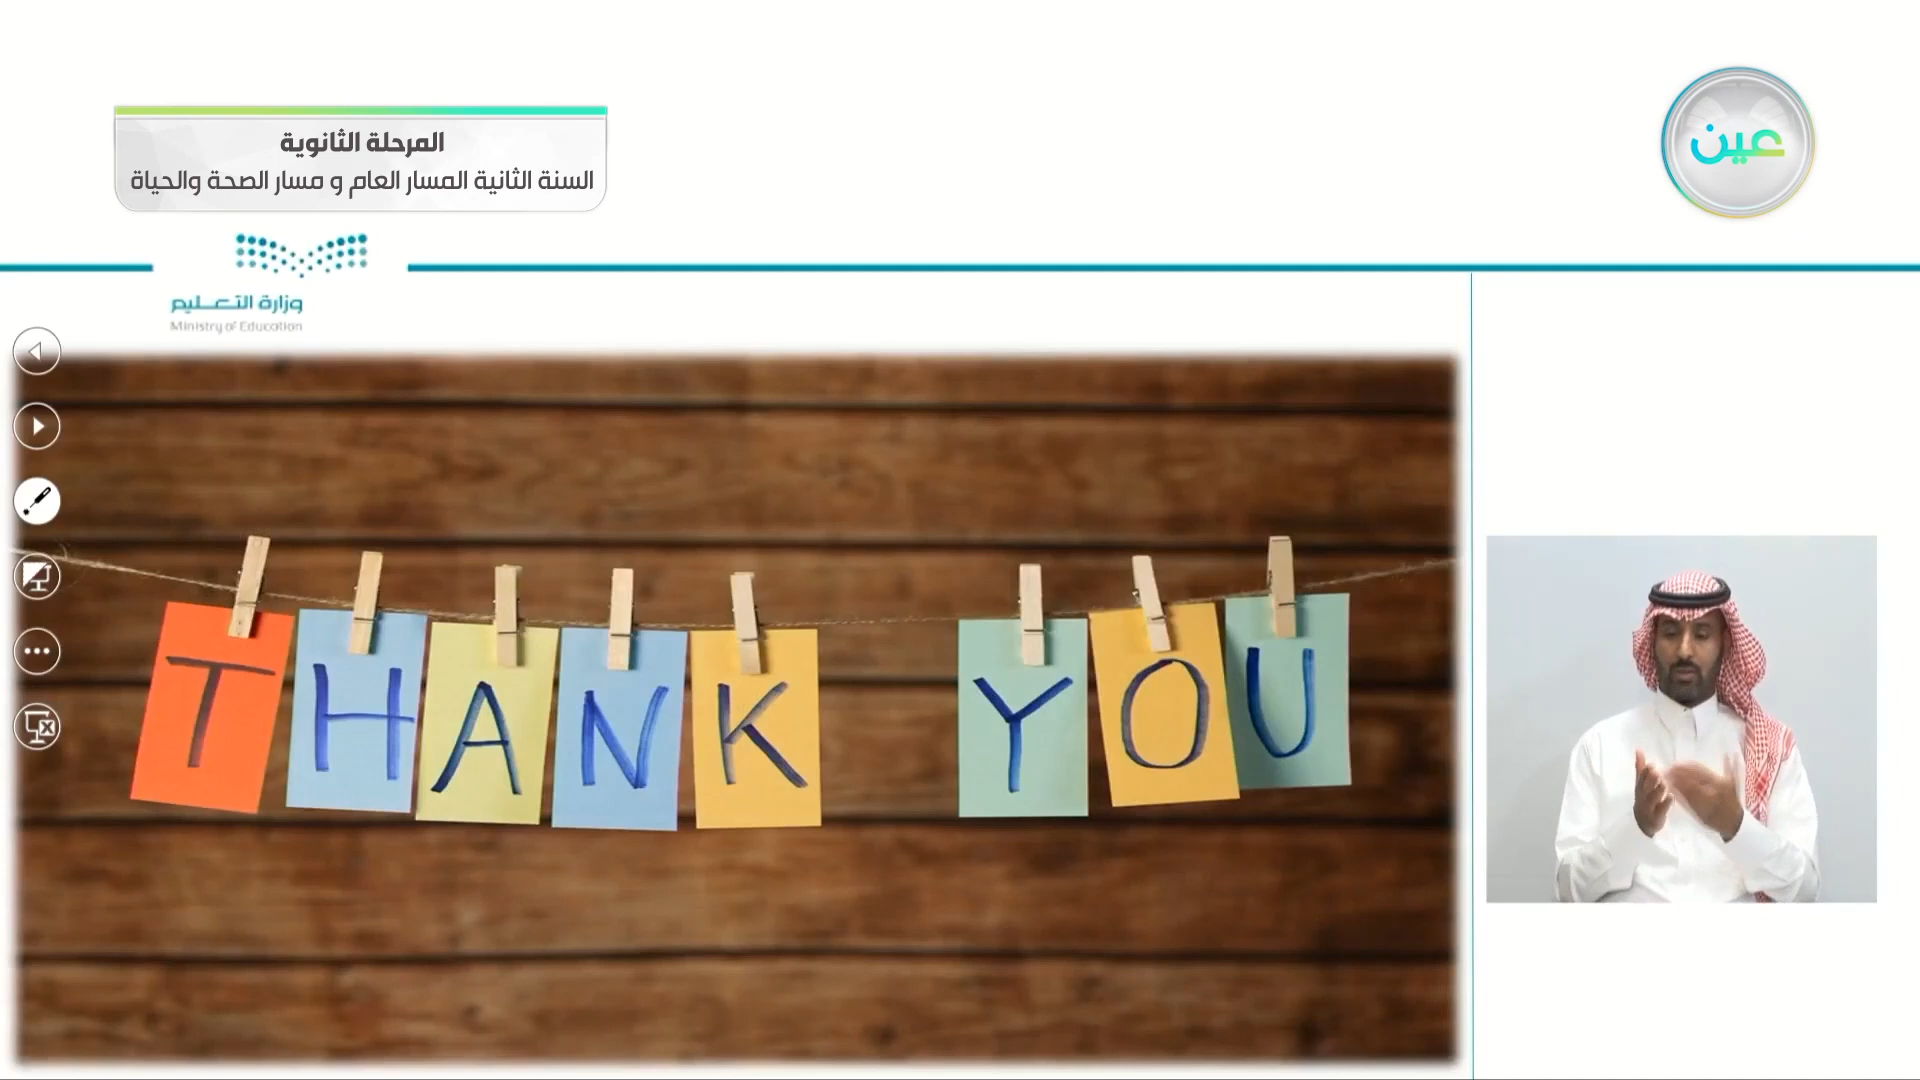 المرحلة الثانوية
السنة الثانية المسار العام و مسار الصحة والحياة
عين
وزارة التعليم
Ministry of Education
THANK YOU